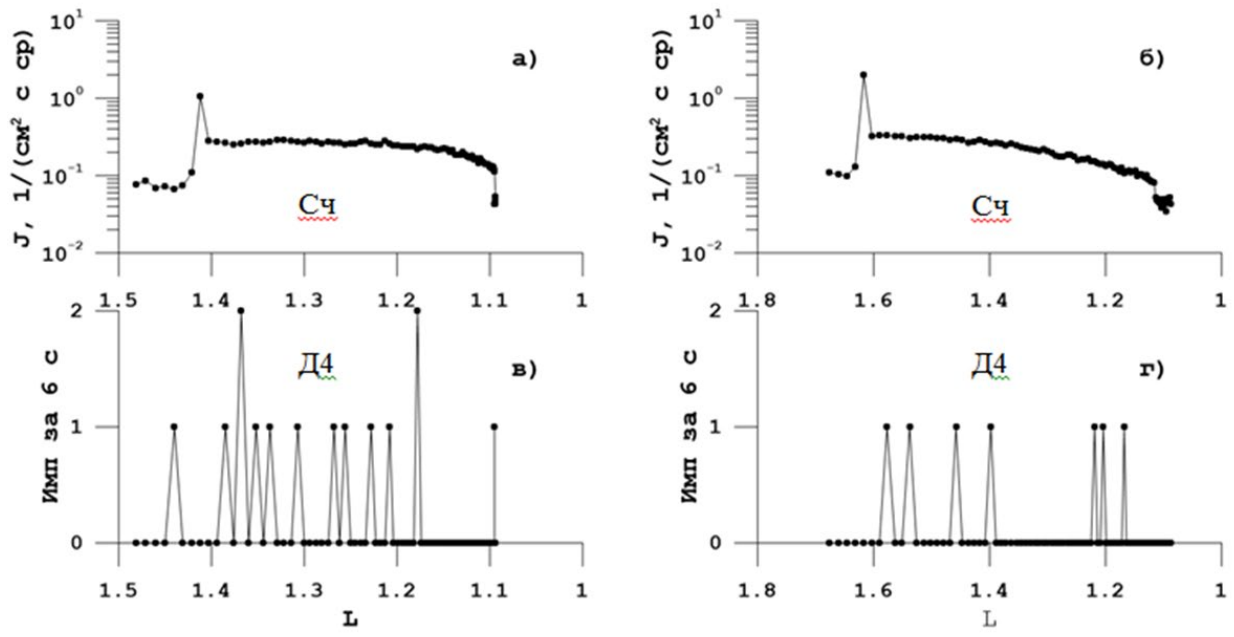 J, 1/(см² с ср)
10¹
10⁰
10⁻¹
10⁻²
а)
Сч
1.5 1.4 1.3 1.2 1.1 1
J, 1/(см² с ср)
10¹
10⁰
10⁻¹
10⁻²
б)
Сч
1.8 1.6 1.4 1.2 1
Имп за 6 с
2
1
0
Д4
в)
1.5 1.4 1.3 1.2 1.1 1
L
Имп за 6 с
2
1
0
Д4
г)
1.8 1.6 1.4 1.2 1
L